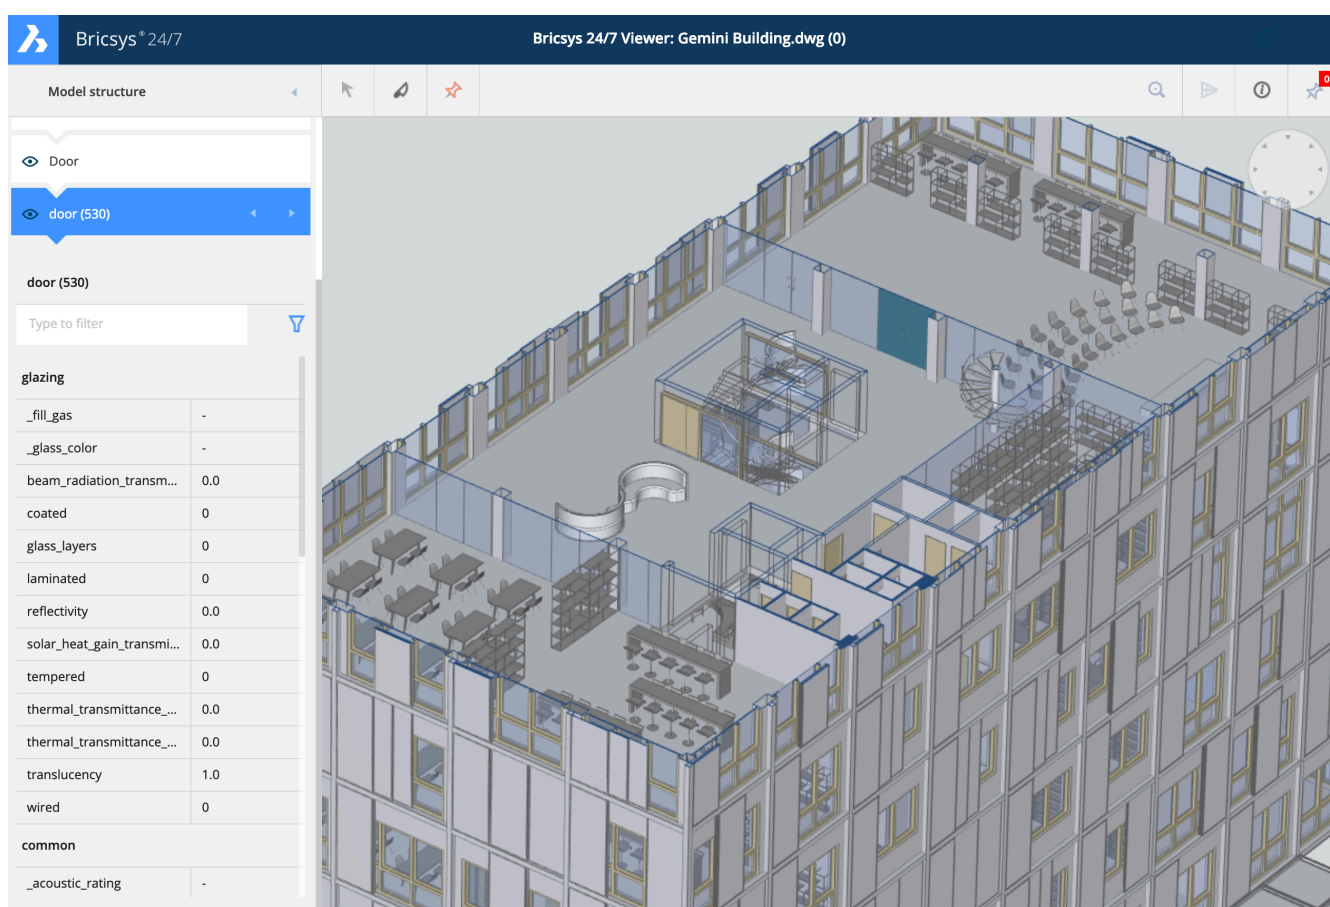 Bricsys® 24/7
Bricsys 24/7 Viewer: Gemini Building.dwg (0)
Model structure
0
Door
door (530)
door (530)
Type to filter
glazing
_fill_gas -
_glass_color -
beam_radiation_transm... 0.0
coated 0
glass_layers 0
laminated 0
reflectivity 0.0
solar_heat_gain_transmi... 0.0
tempered 0
thermal_transmittance_... 0.0
thermal_transmittance_... 0.0
translucency 1.0
wired 0
common
_acoustic_rating -